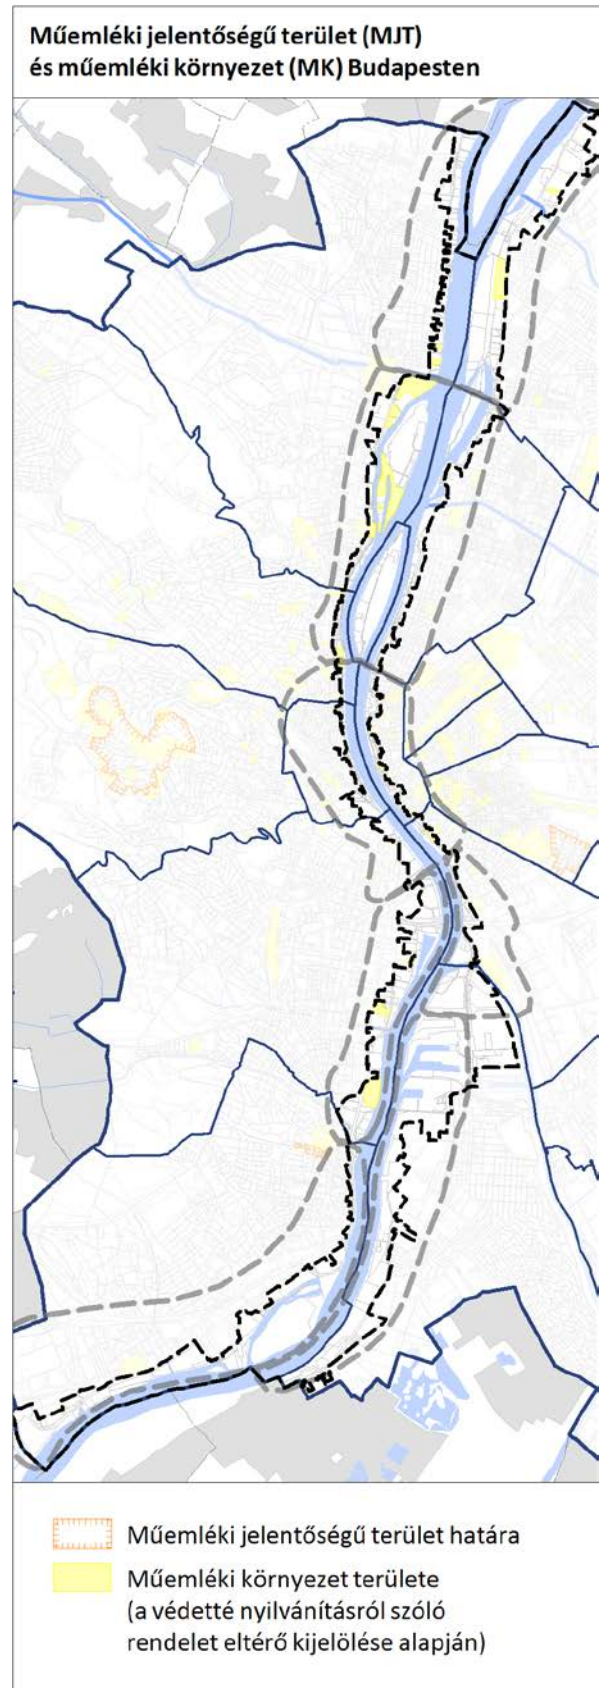 Műemléki jelentőségű terület (MJT)
és műemléki környezet (MK) Budapesten
Műemléki jelentőségű terület határa
Műemléki környezet területe
(a védetté nyilvánításról szóló
rendelet eltérő kijelölése alapján)